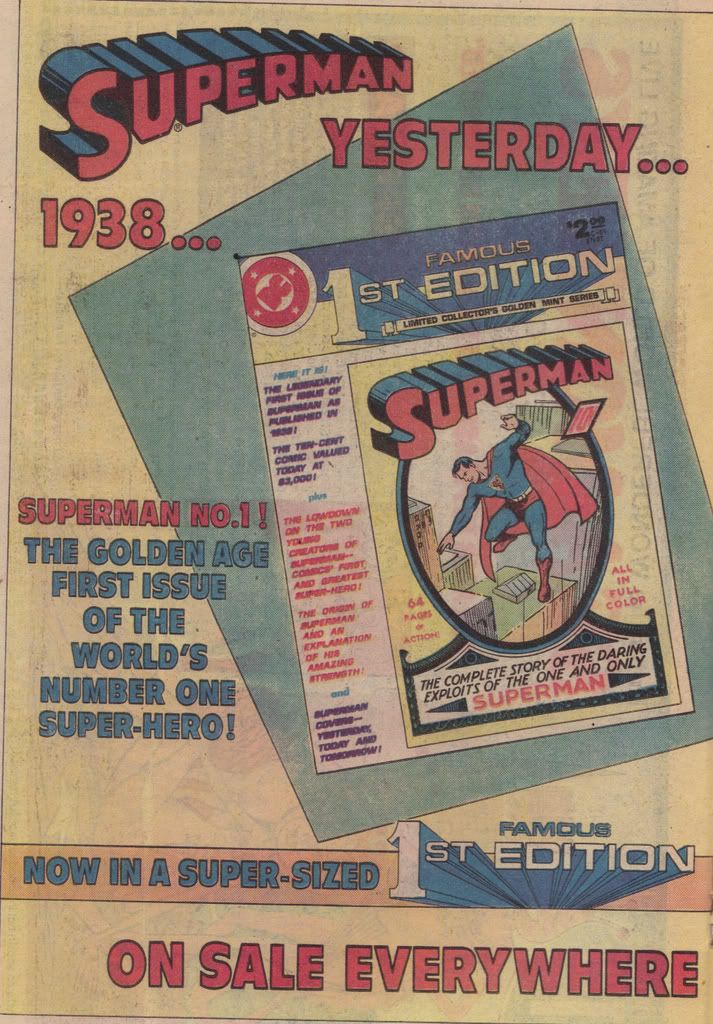 SUPERMAN
®
YESTERDAY...
1938...
$2.00
FAMOUS
1ST EDITION
LIMITED COLLECTOR'S GOLDEN MINT SERIES
HERE IT IS!
THE LEGENDARY
FIRST ISSUE OF
SUPERMAN AS
PUBLISHED IN
1939!
THE TEN-CENT
COMIC VALUED
TODAY AT
$3,000!
plus
THE LOWDOWN
ON THE TWO
YOUNG
CREATORS OF
SUPERMAN--
COMICS' FIRST
AND GREATEST
SUPER-HERO!
THE ORIGIN OF
SUPERMAN
AND AN
EXPLANATION
OF HIS
AMAZING
STRENGTH!
and
SUPERMAN
COVERS--
YESTERDAY,
TODAY AND
TOMORROW!
SUPERMAN
64
PAGES
OF
ACTION!
ALL
IN
FULL
COLOR
THE COMPLETE STORY OF THE DARING
EXPLOITS OF THE ONE AND ONLY
SUPERMAN
SUPERMAN NO.1!
THE GOLDEN AGE
FIRST ISSUE
OF THE
WORLD'S
NUMBER ONE
SUPER-HERO!
NOW IN A SUPER-SIZED
FAMOUS
1ST EDITION
ON SALE EVERYWHERE